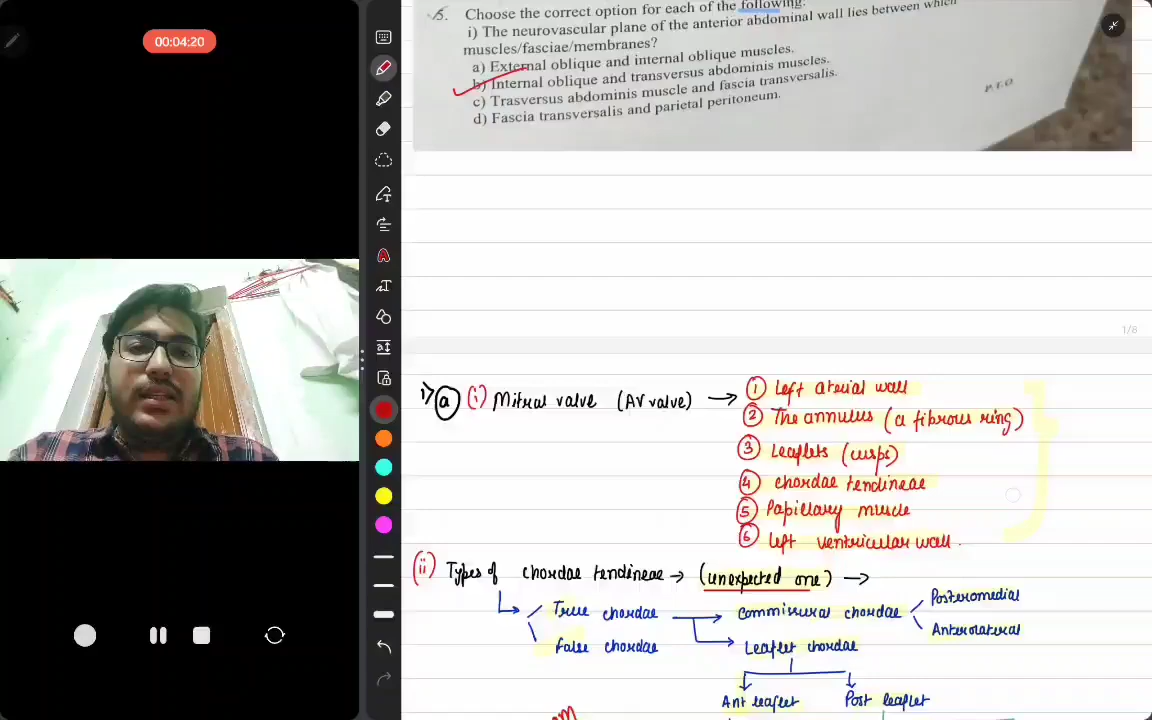 00:04:20
5. Choose the correct option for each of the following:
i) The neurovascular plane of the anterior abdominal wall lies between which
muscles/fasciae/membranes?
a) External oblique and internal oblique muscles.
b) Internal oblique and transversus abdominis muscles.
c) Trasversus abdominis muscle and fascia transversalis.
d) Fascia transversalis and parietal peritoneum.
P.T.O
1/8
1) a (i) Mitral valve (AV valve) → ① Left aterial wall
② The annulus (a fibrous ring)
③ Leaflets (cusps)
④ chordae tendineae
⑤ Papillary muscle
⑥ left ventricular wall.
(ii) Types of chordae tendineae → (unexpected one) →
True chordae → commisural chordae
Posteromedial
Anterolateral
False chordae
Leaflet chordae
Ant leaflet
Post leaflet